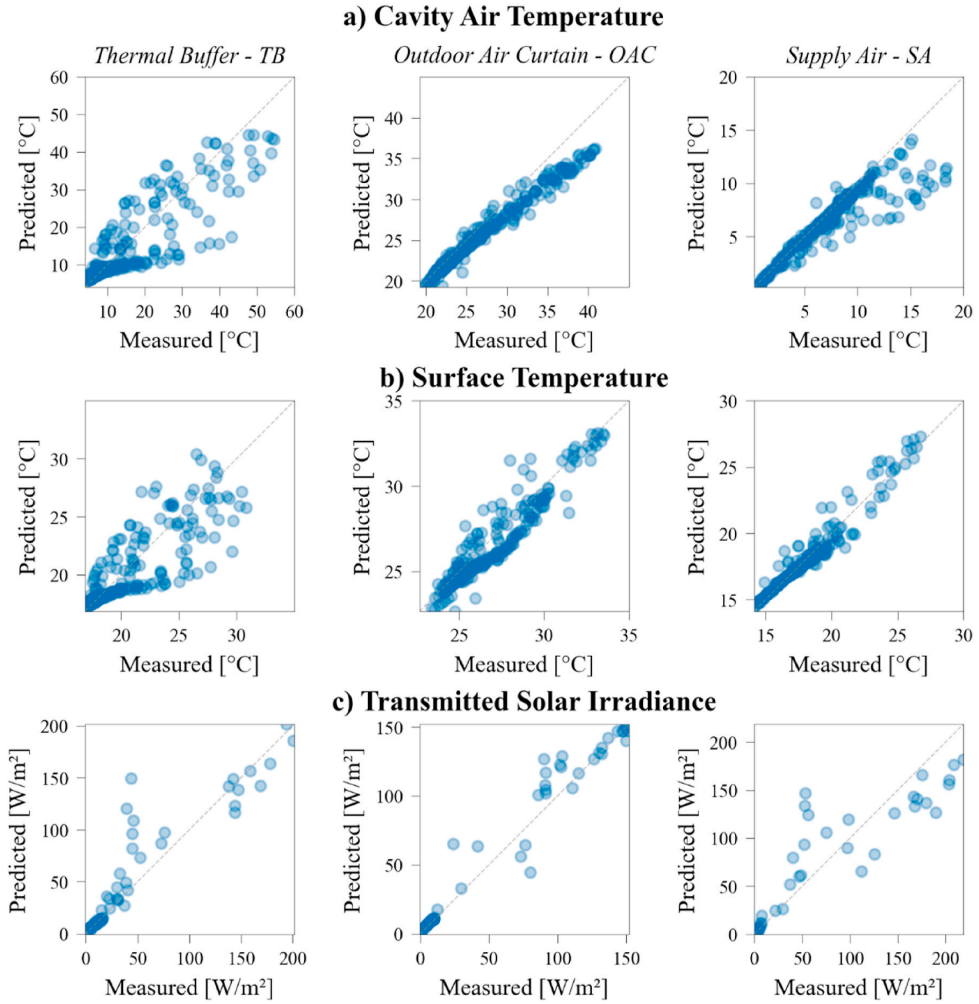 a) Cavity Air Temperature
Thermal Buffer - TB
Outdoor Air Curtain - OAC
Supply Air - SA
Predicted [°C]
60
50
40
30
20
10
10 20 30 40 50 60
Measured [°C]
Predicted [°C]
45
40
35
30
25
20
20 25 30 35 40
Measured [°C]
Predicted [°C]
20
15
10
5
5 10 15 20
Measured [°C]
b) Surface Temperature
Predicted [°C]
30
25
20
20 25 30
Measured [°C]
Predicted [°C]
35
30
25
25 30 35
Measured [°C]
Predicted [°C]
30
25
20
15
15 20 25 30
Measured [°C]
c) Transmitted Solar Irradiance
Predicted [W/m²]
200
150
100
50
0
0 50 100 150 200
Measured [W/m²]
Predicted [W/m²]
150
100
50
0
0 50 100 150
Measured [W/m²]
Predicted [W/m²]
200
150
100
50
0
0 50 100 150 200
Measured [W/m²]